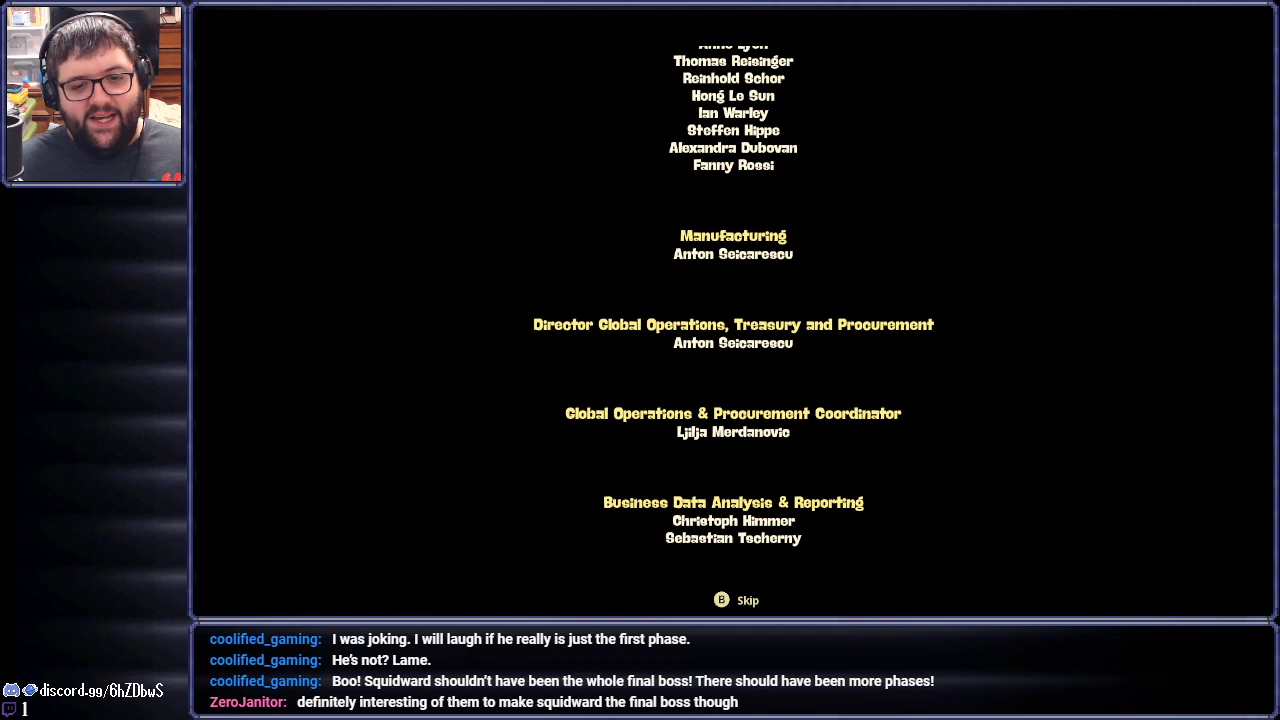 Thomas Reisinger
Reinhold Schor
Hong Le Sun
Ian Warley
Steffen Hippe
Alexandra Dubovan
Fanny Rossi
Manufacturing
Anton Seicarescu
Director Global Operations, Treasury and Procurement
Anton Seicarescu
Global Operations & Procurement Coordinator
Ljilja Merdanovic
Business Data Analysis & Reporting
Christoph Himmer
Sebastian Tscherny
B Skip
coolified_gaming: I was joking. I will laugh if he really is just the first phase.
coolified_gaming: He's not? Lame.
coolified_gaming: Boo! Squidward shouldn't have been the whole final boss! There should have been more phases!
ZeroJanitor: definitely interesting of them to make squidward the final boss though
discord.gg/6hZDbwS
1